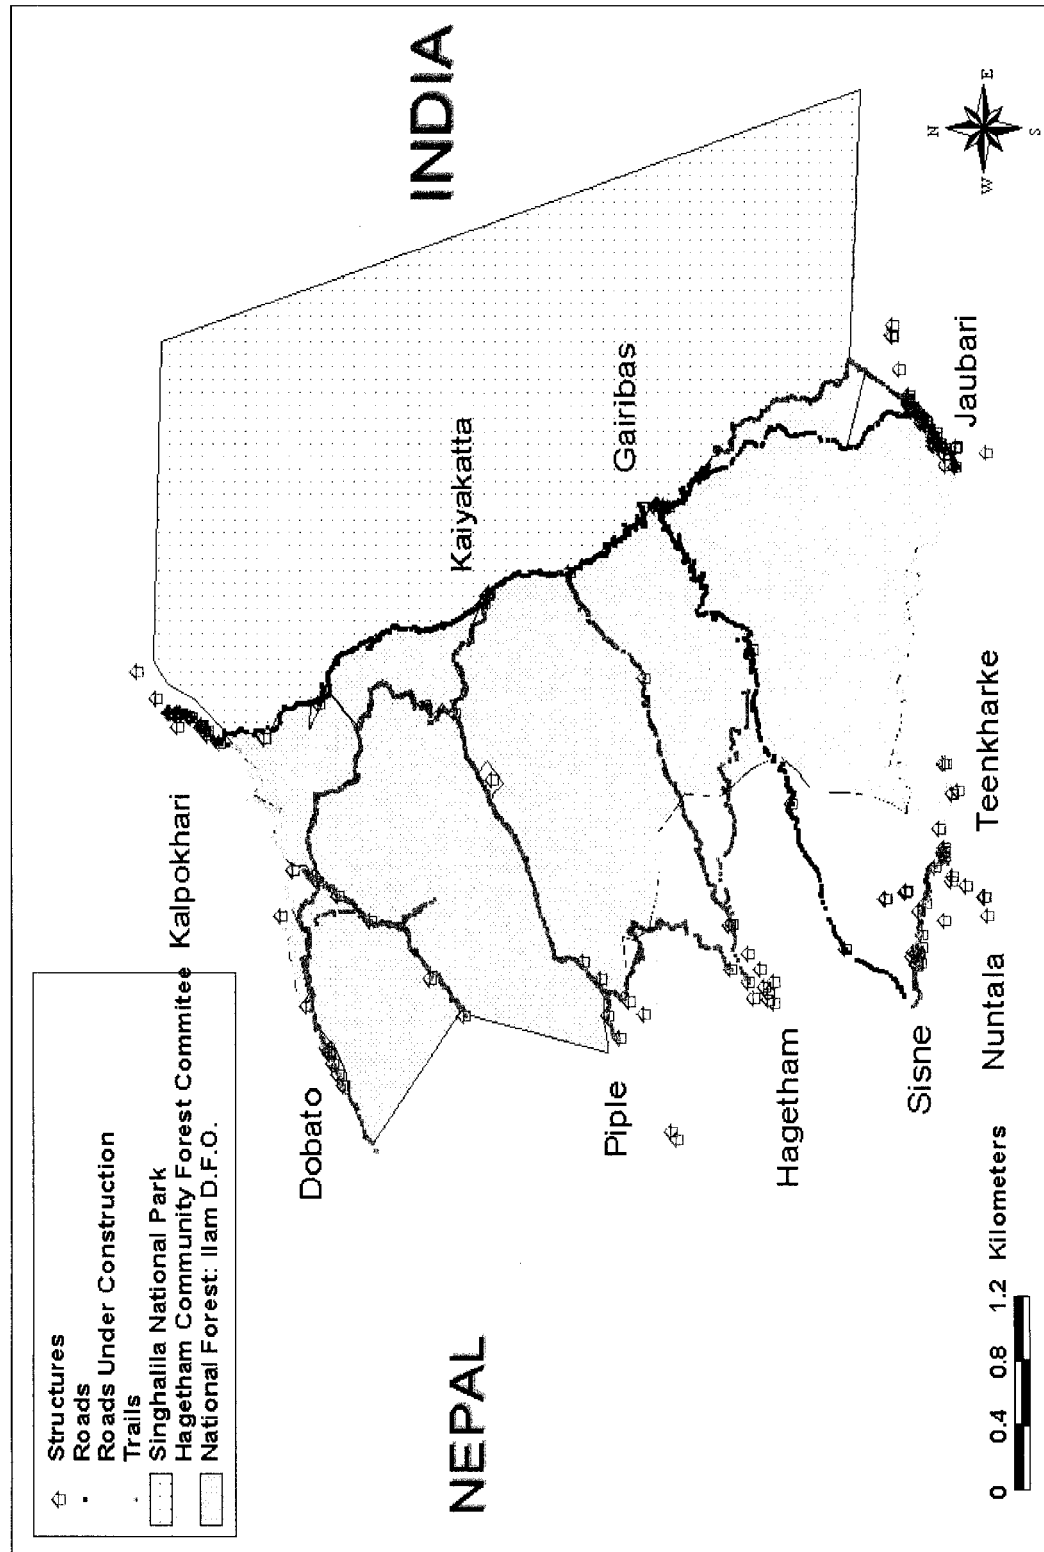 Structures
Roads
Roads Under Construction
Trails
Singhalila National Park
Hagetham Community Forest Commitee
National Forest: Ilam D.F.O.
NEPAL
INDIA
Kalpokhari
Dobato
Kaiyakatta
Gairibas
Piple
Hagetham
Sisne
Nuntala
Teenkharke
Jaubari
0 0.4 0.8 1.2 Kilometers
N
W E
S